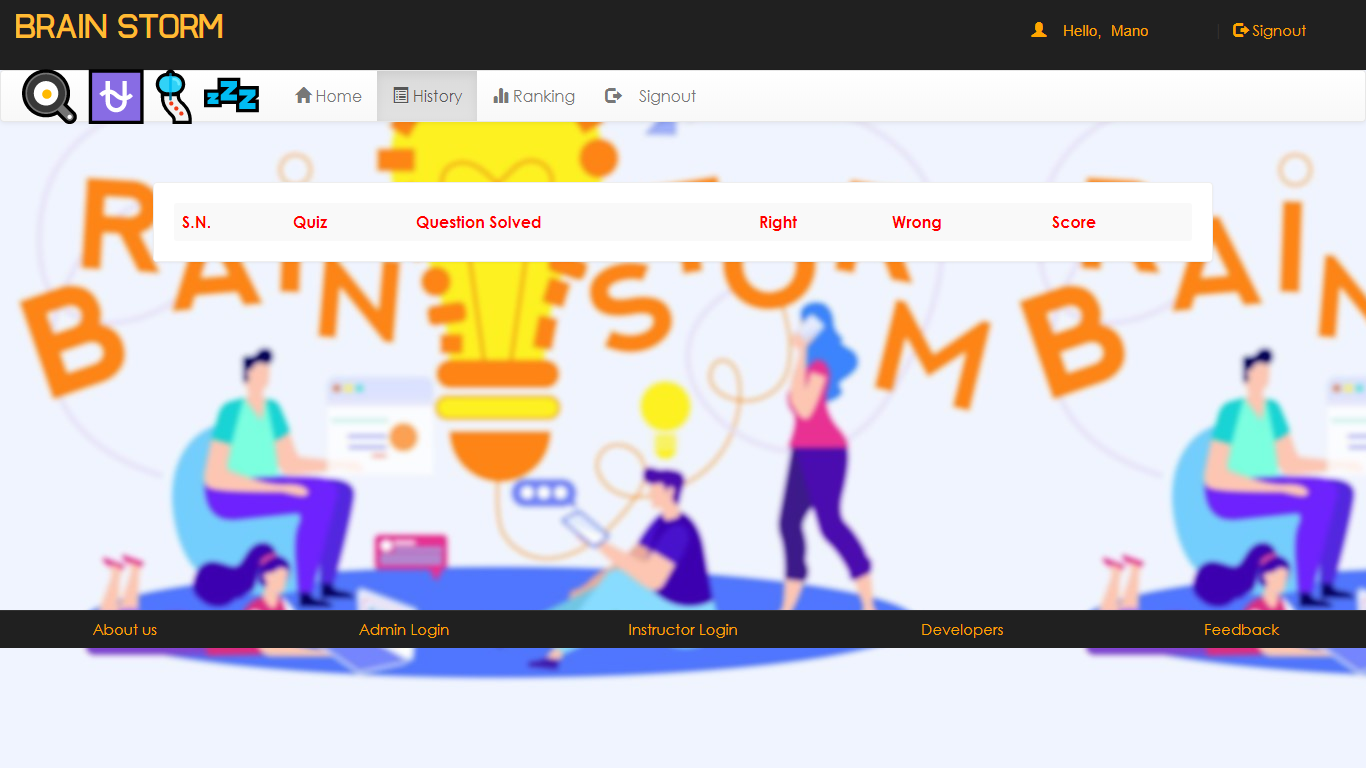 BRAIN STORM
Hello, Mano
Signout
Home
History
Ranking
Signout
S.N. Quiz Question Solved Right Wrong Score
BRAIN
About us Admin Login Instructor Login Developers Feedback